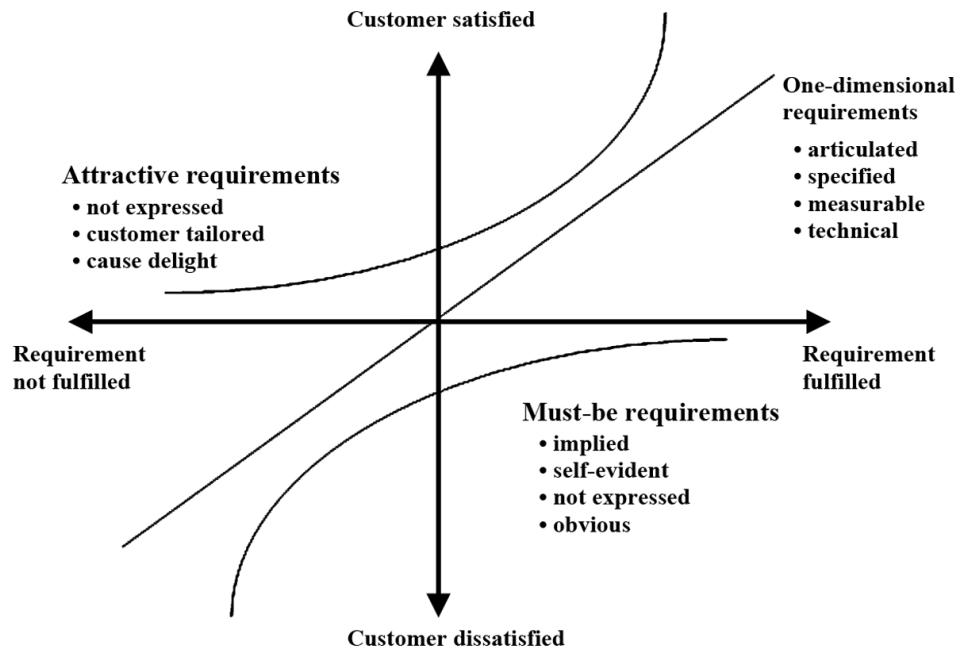 Customer satisfied
One-dimensional
requirements
• articulated
• specified
• measurable
• technical
Attractive requirements
• not expressed
• customer tailored
• cause delight
Requirement
not fulfilled
Requirement
fulfilled
Must-be requirements
• implied
• self-evident
• not expressed
• obvious
Customer dissatisfied